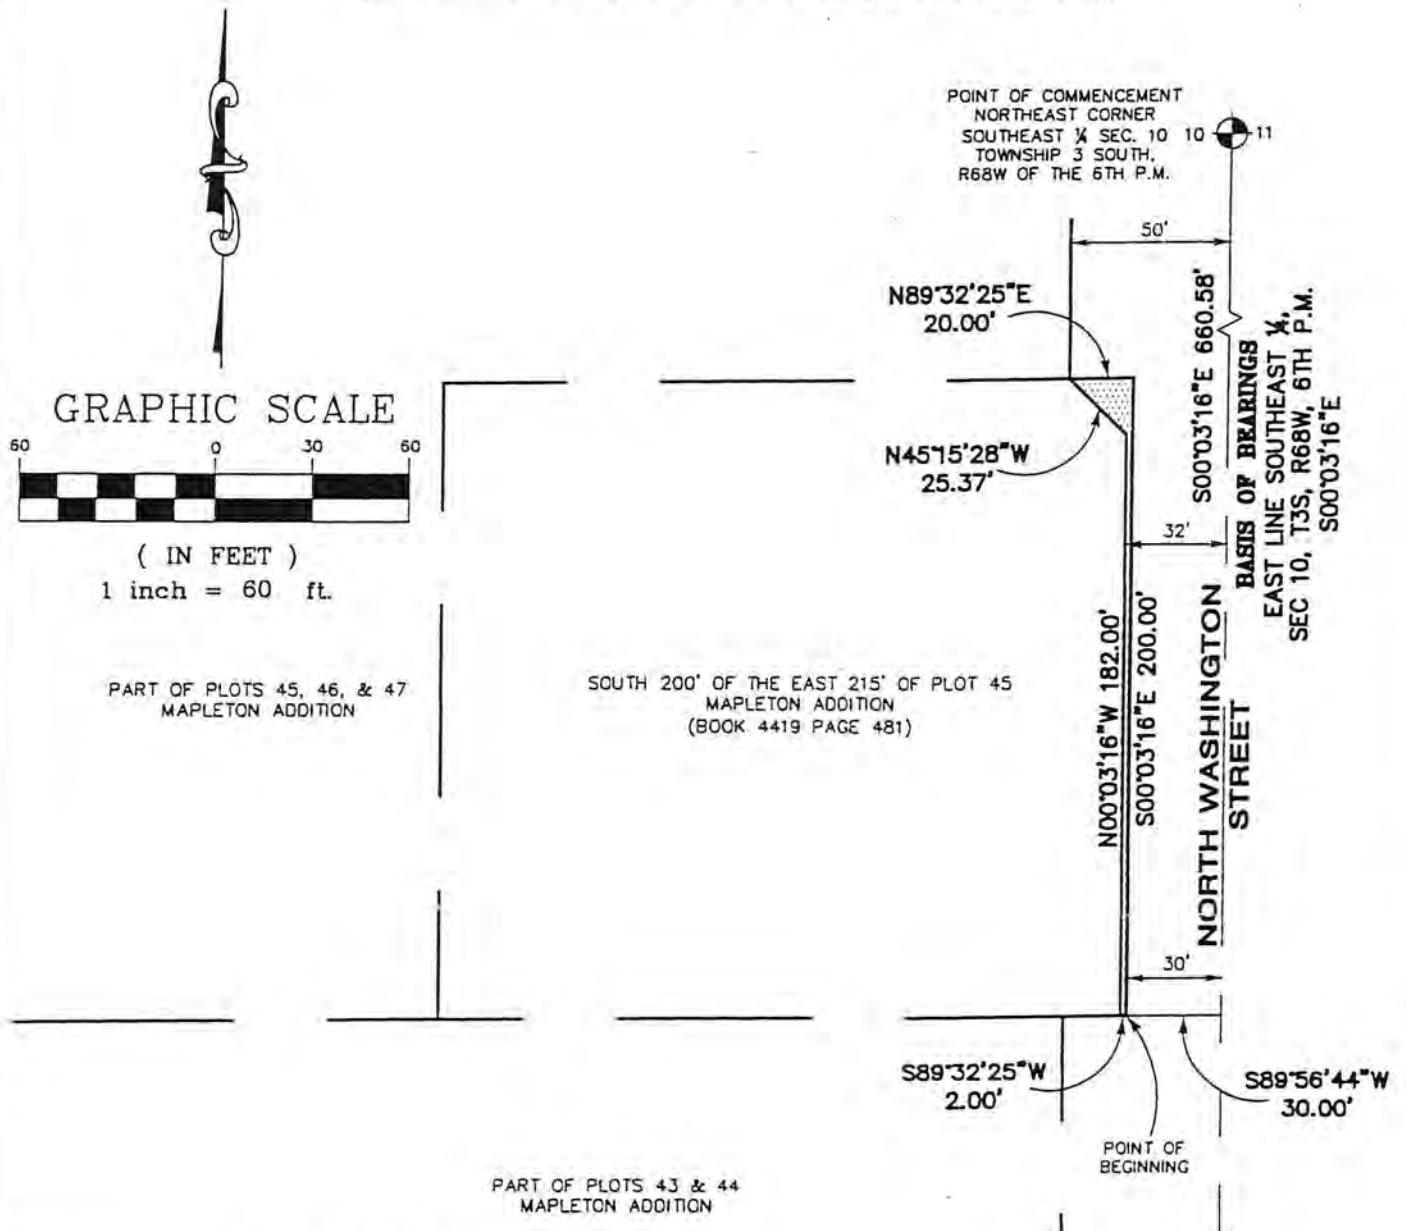 POINT OF COMMENCEMENT
NORTHEAST CORNER
SOUTHEAST ¼ SEC. 10
TOWNSHIP 3 SOUTH,
R68W OF THE 6TH P.M.
10
11
50'
N89°32'25"E
20.00'
S00°03'16"E 660.58'
BASIS OF BEARINGS
EAST LINE SOUTHEAST ¼,
SEC 10, T3S, R68W, 6TH P.M.
S00°03'16"E
GRAPHIC SCALE
60 0 30 60
( IN FEET )
1 inch = 60 ft.
N45°15'28"W
25.37'
32'
N00°03'16"W 182.00'
S00°03'16"E 200.00'
NORTH WASHINGTON
STREET
PART OF PLOTS 45, 46, & 47
MAPLETON ADDITION
SOUTH 200' OF THE EAST 215' OF PLOT 45
MAPLETON ADDITION
(BOOK 4419 PAGE 481)
30'
S89°32'25"W
2.00'
S89°56'44"W
30.00'
POINT OF
BEGINNING
PART OF PLOTS 43 & 44
MAPLETON ADDITION